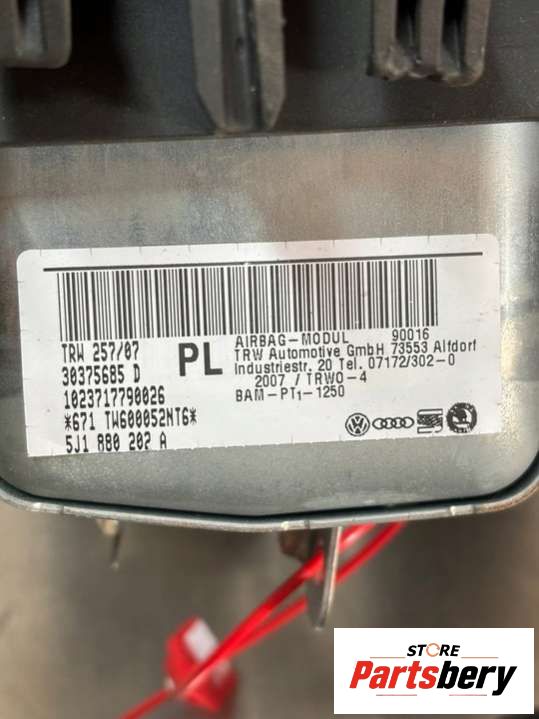 TRW 257/07
30375685 D
1023717790026
*671 TW600052NT6*
5J1 880 202 A
PL
AIRBAG-MODUL 90016
TRW Automotive GmbH 73553 Alfdorf
Industriestr. 20 Tel. 07172/302-0
2007 / TRWO-4
BAM-PT1-1250
STORE
Partsbery